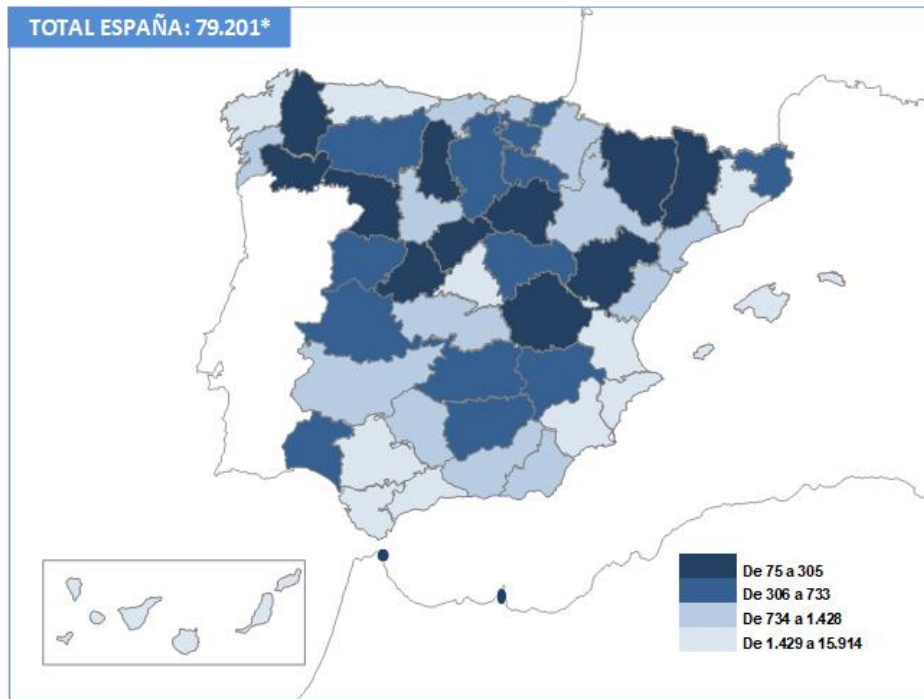 TOTAL ESPAÑA: 79.201*
De 75 a 305
De 306 a 733
De 734 a 1.428
De 1.429 a 15.914